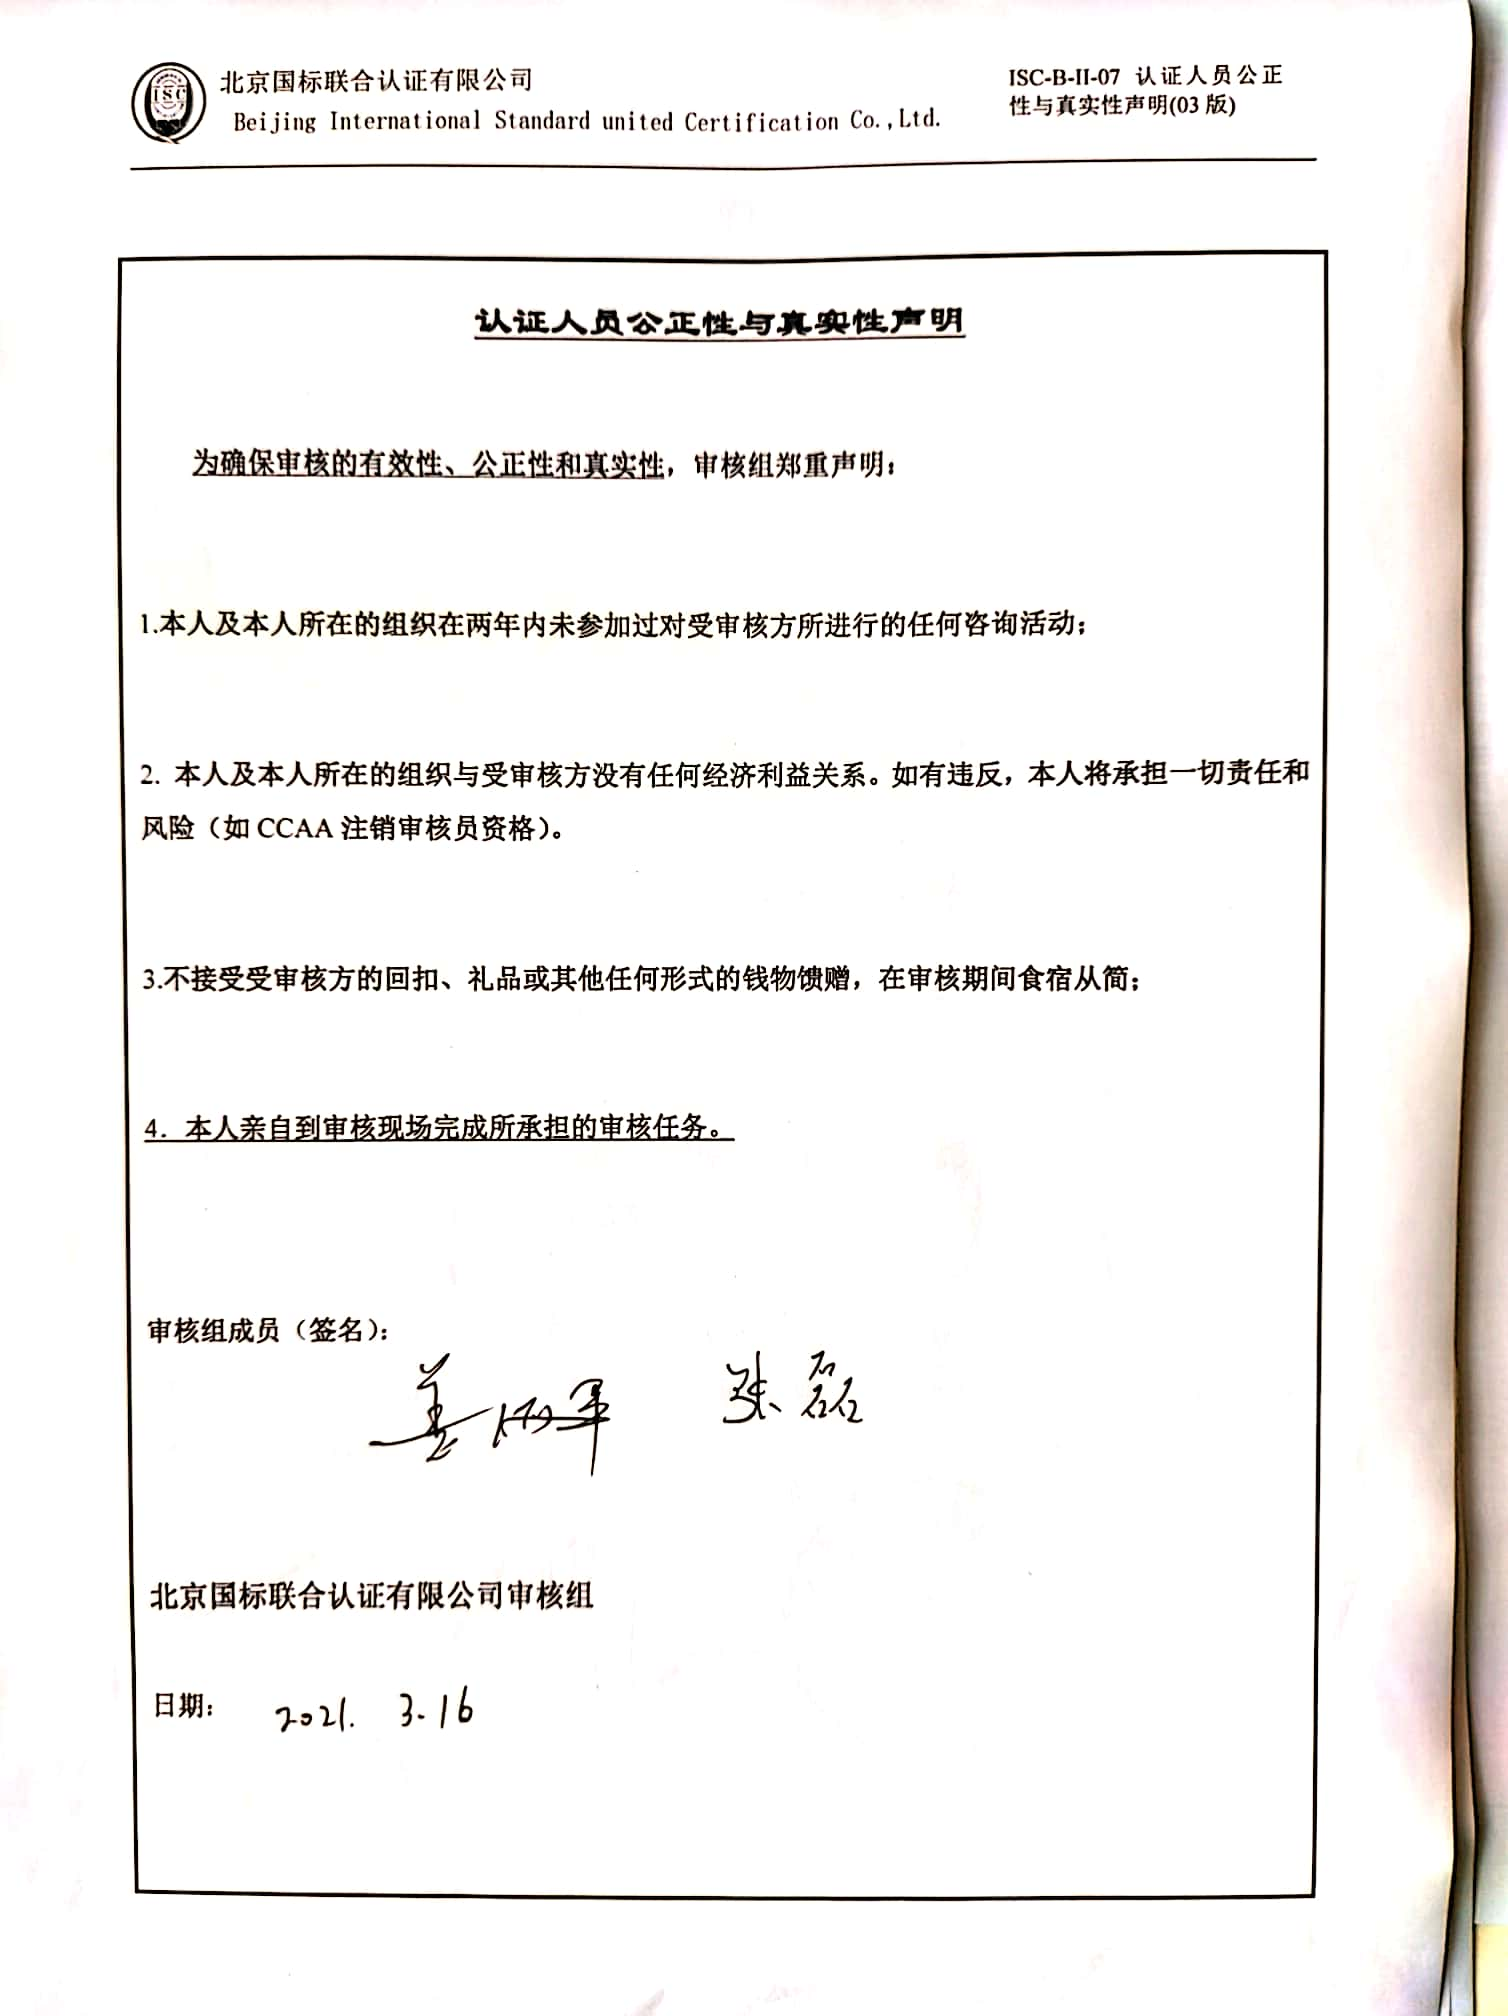 ISC
北京国标联合认证有限公司
Beijing International Standard united Certification Co.,Ltd.
ISC-B-II-07 认证人员公正
性与真实性声明(03 版)
认证人员公正性与真实性声明
为确保审核的有效性、公正性和真实性，审核组郑重声明：
1.本人及本人所在的组织在两年内未参加过对受审核方所进行的任何咨询活动；
2. 本人及本人所在的组织与受审核方没有任何经济利益关系。如有违反，本人将承担一切责任和
风险（如 CCAA 注销审核员资格）。
3.不接受受审核方的回扣、礼品或其他任何形式的钱物馈赠，在审核期间食宿从简；
4．本人亲自到审核现场完成所承担的审核任务。
审核组成员（签名）：
姜炳军 张磊
北京国标联合认证有限公司审核组
日期： 2021. 3.16